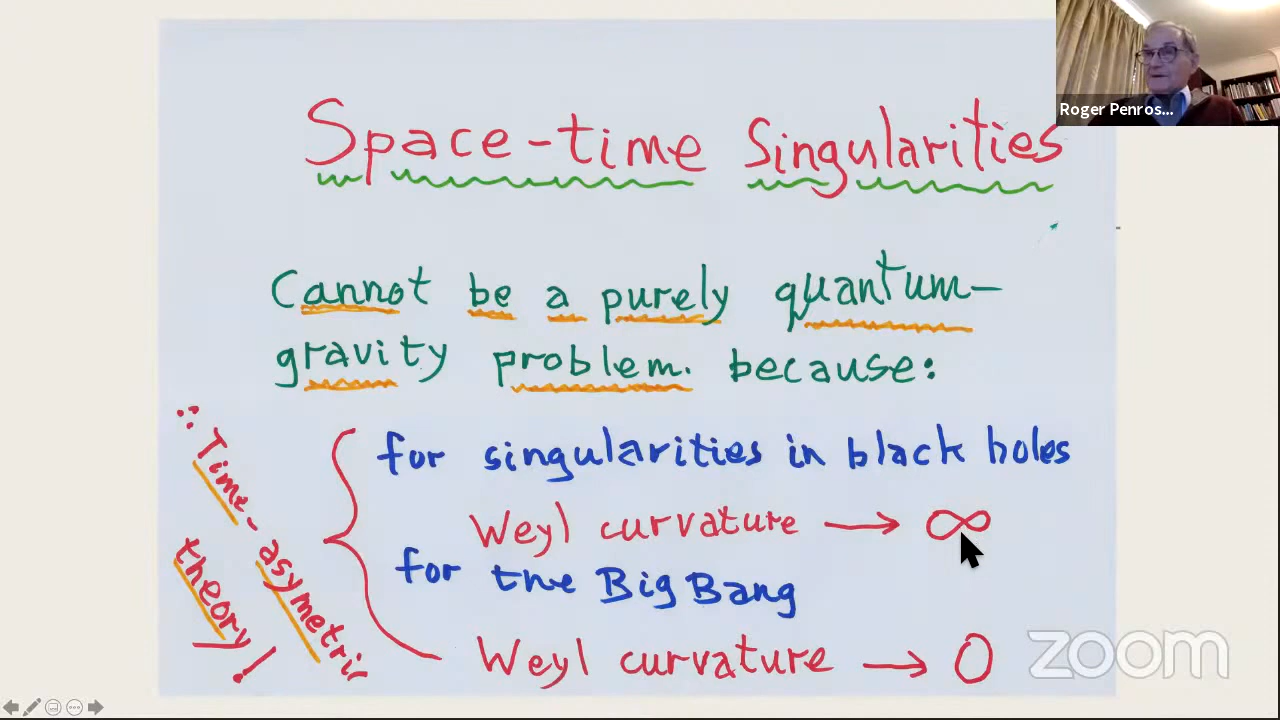 Roger Penros...
Space-time Singularities
Cannot be a purely quantum-
gravity problem. because:
for singularities in black holes
Weyl curvature → ∞
for the Big Bang
Weyl curvature → 0
∴ Time-
asymetric
theory!
zoom